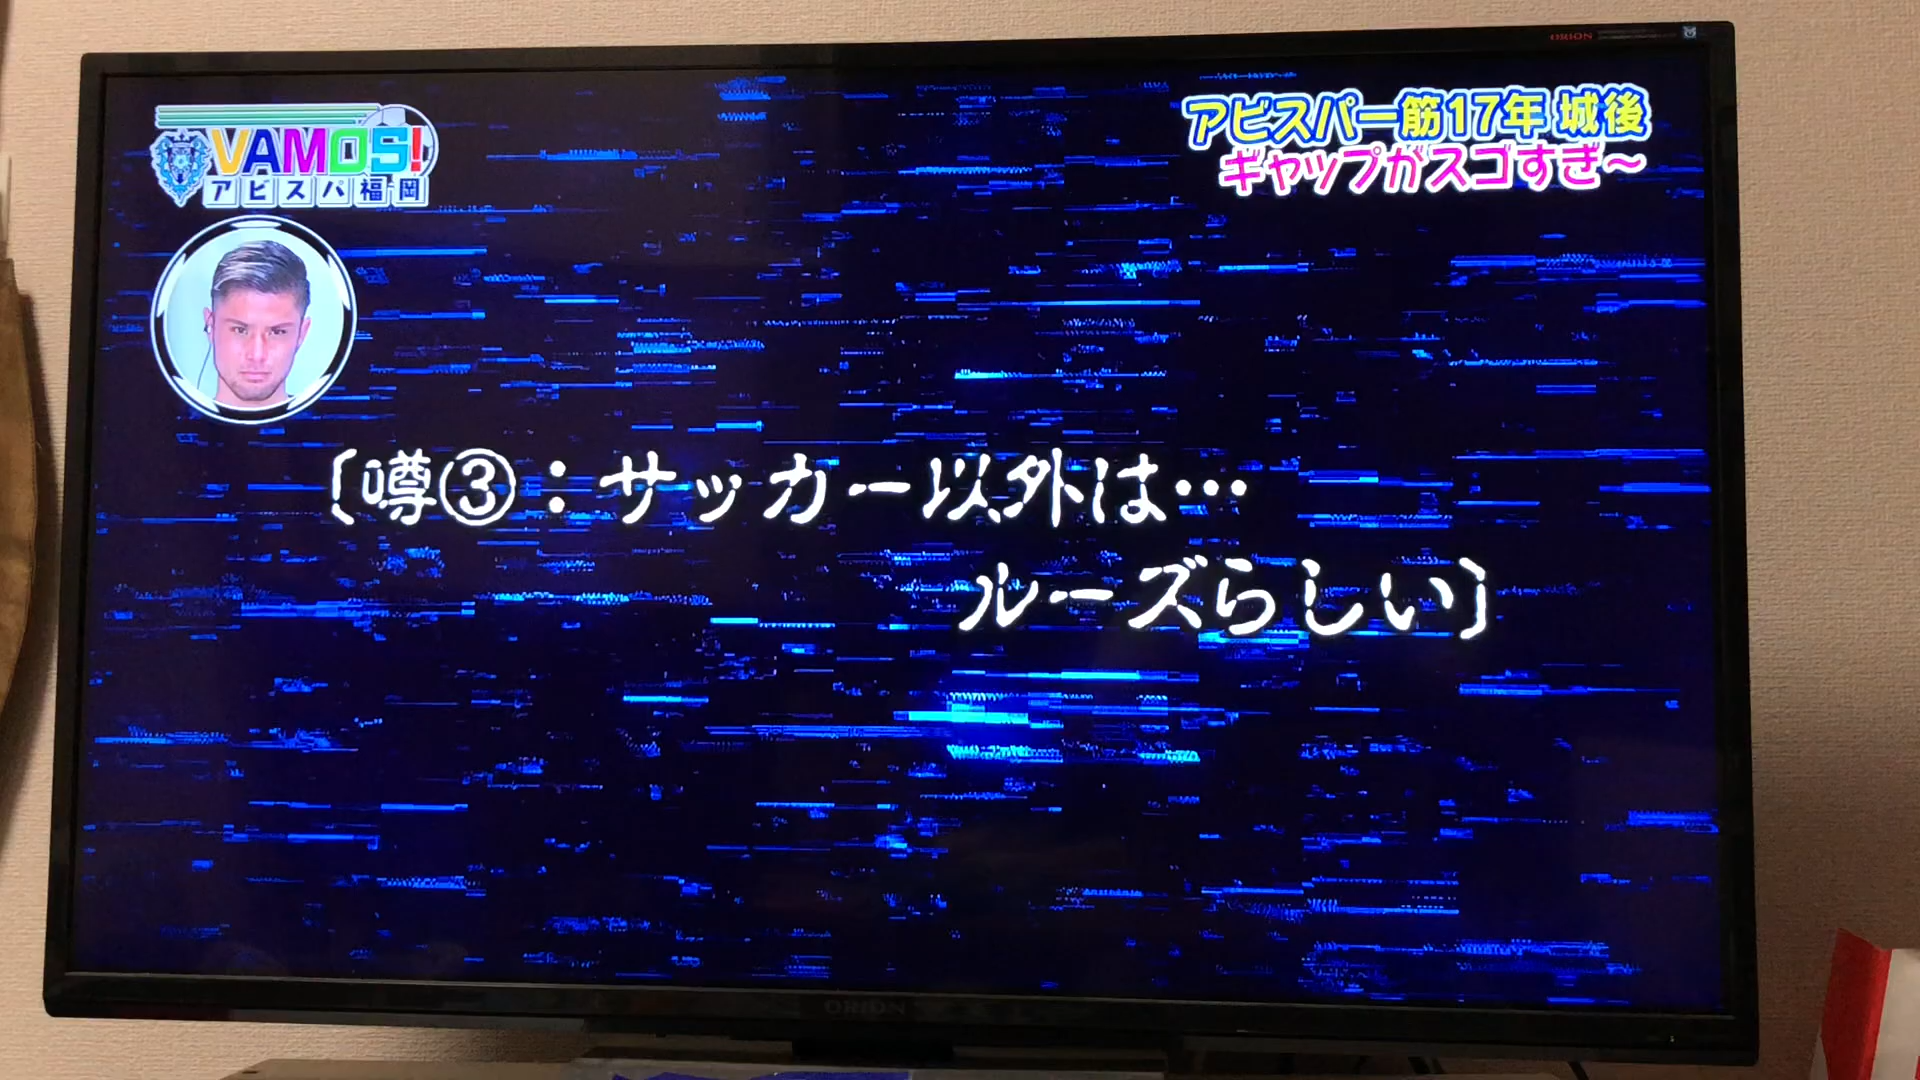 VAMOS!
アビスパ福岡
アビスパ一筋17年 城後
ギャップがスゴすぎ〜
〔噂③：サッカー以外は…
ルーズらしい〕
ORION
ORION